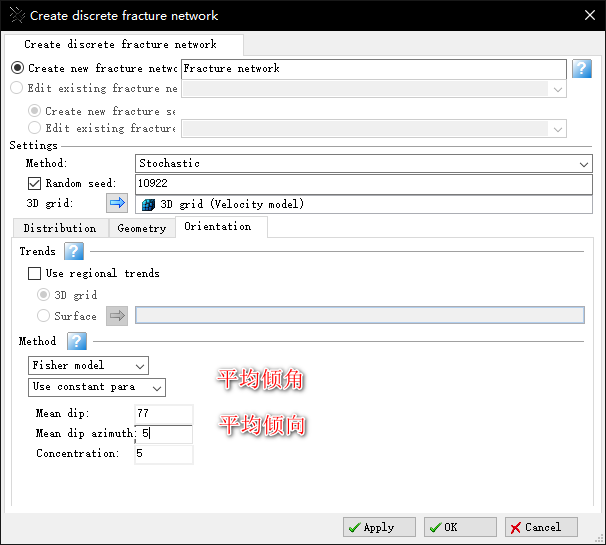 Create discrete fracture network
Create discrete fracture network
Create new fracture netwo
Fracture network
?
Edit existing fracture ne
Create new fracture se
Edit existing fracture
Settings
Method:
Stochastic
Random seed:
10922
3D grid:
3D grid (Velocity model)
Distribution
Geometry
Orientation
Trends
?
Use regional trends
3D grid
Surface
Method
?
Fisher model
Use constant para
平均倾角
Mean dip:
77
平均倾向
Mean dip azimuth:
5
Concentration:
5
Apply
OK
Cancel